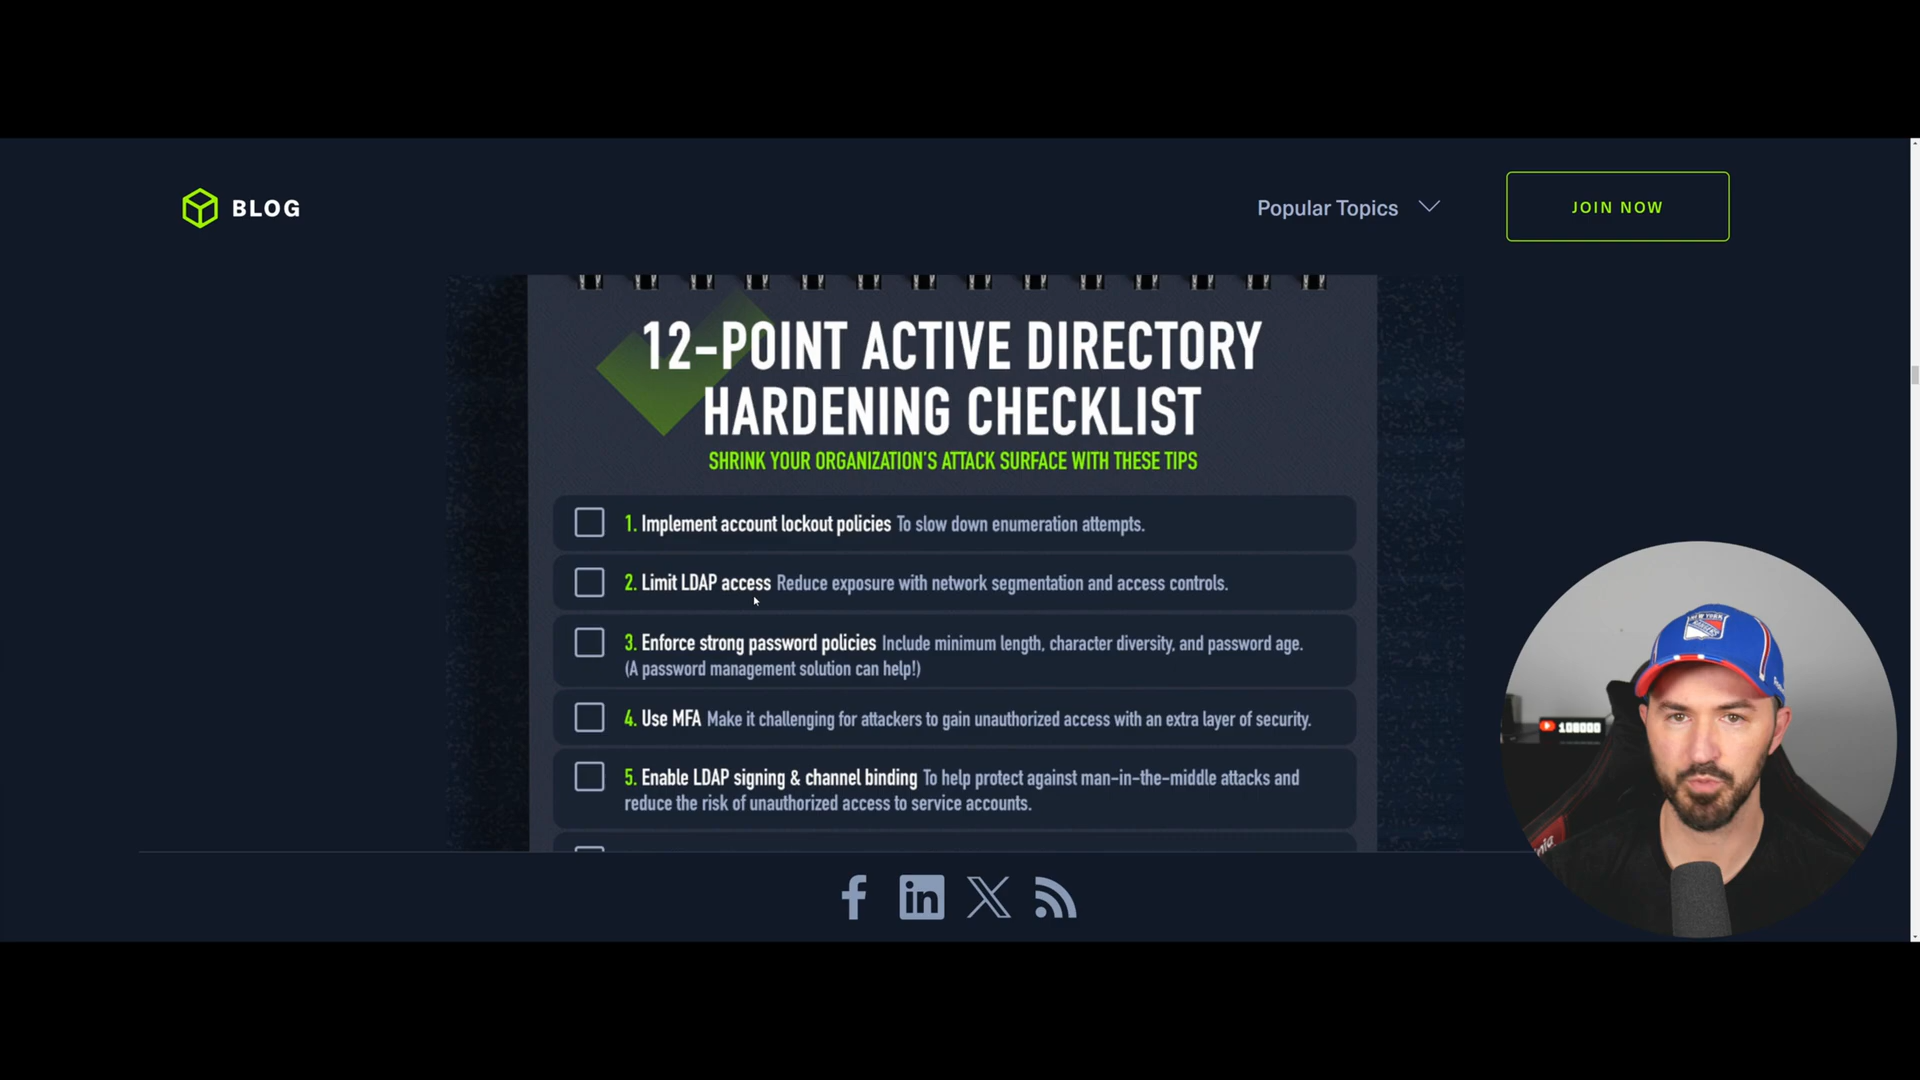 BLOG
Popular Topics
JOIN NOW
12-POINT ACTIVE DIRECTORY
HARDENING CHECKLIST
SHRINK YOUR ORGANIZATION'S ATTACK SURFACE WITH THESE TIPS
1. Implement account lockout policies To slow down enumeration attempts.
2. Limit LDAP access Reduce exposure with network segmentation and access controls.
3. Enforce strong password policies Include minimum length, character diversity, and password age.
(A password management solution can help!)
4. Use MFA Make it challenging for attackers to gain unauthorized access with an extra layer of security.
5. Enable LDAP signing & channel binding To help protect against man-in-the-middle attacks and
reduce the risk of unauthorized access to service accounts.
NEW YORK
RANGERS
108000